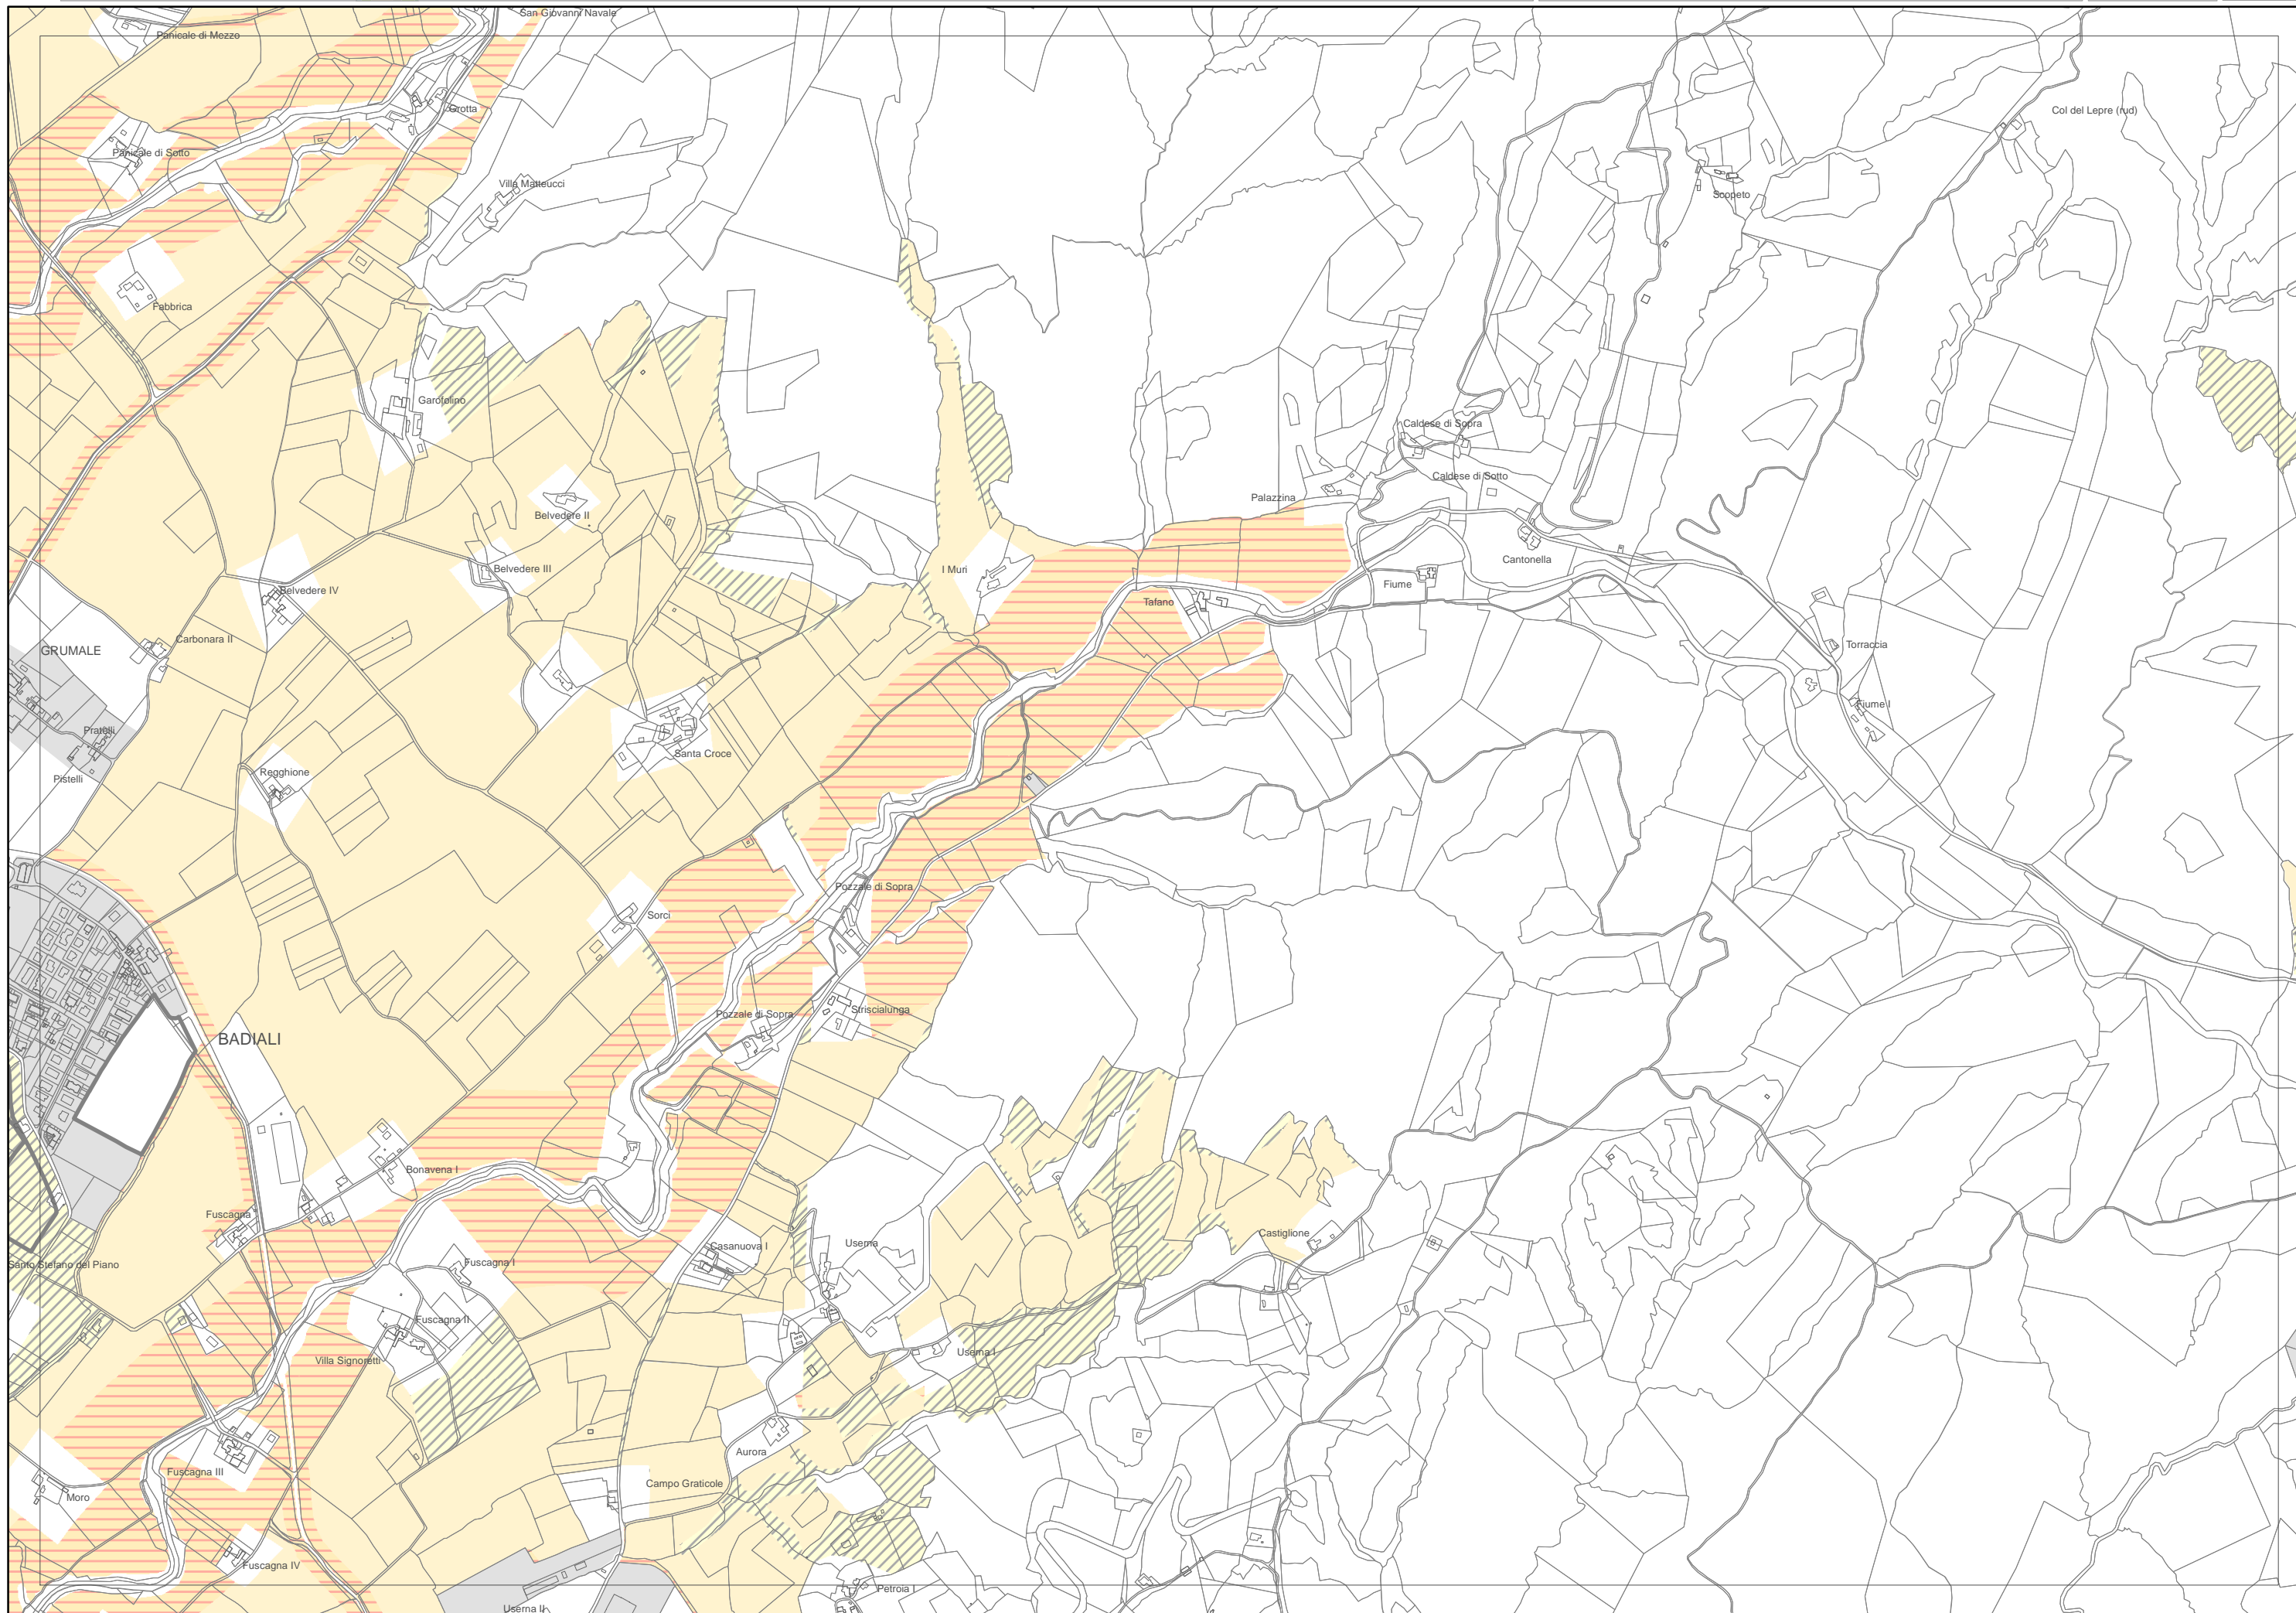 San Giovanni Navale
Panicale di Mezzo
Grotta
Col del Lepre (rud)
Panicale di Sotto
Villa Matteucci
Scopeto
Fabbrica
Garofolino
Caldese di Sopra
Caldese di Sotto
Palazzina
Belvedere II
Cantonella
Belvedere III
I Muri
Fiume
Belvedere IV
Tafano
Carbonara II
Torraccia
GRUMALE
Fiume I
Pratelli
Santa Croce
Regghione
Pistelli
Pozzale di Sopra
Sorci
Striscialunga
Pozzale di Sopra
BADIALI
Bonavena I
Fuscagna
Castiglione
Userna
Casanuova I
Santo Stefano del Piano
Fuscagna I
Fuscagna II
Userna I
Villa Signoretti
Aurora
Fuscagna III
Campo Graticole
Moro
Fuscagna IV
Petroia I
Userna II